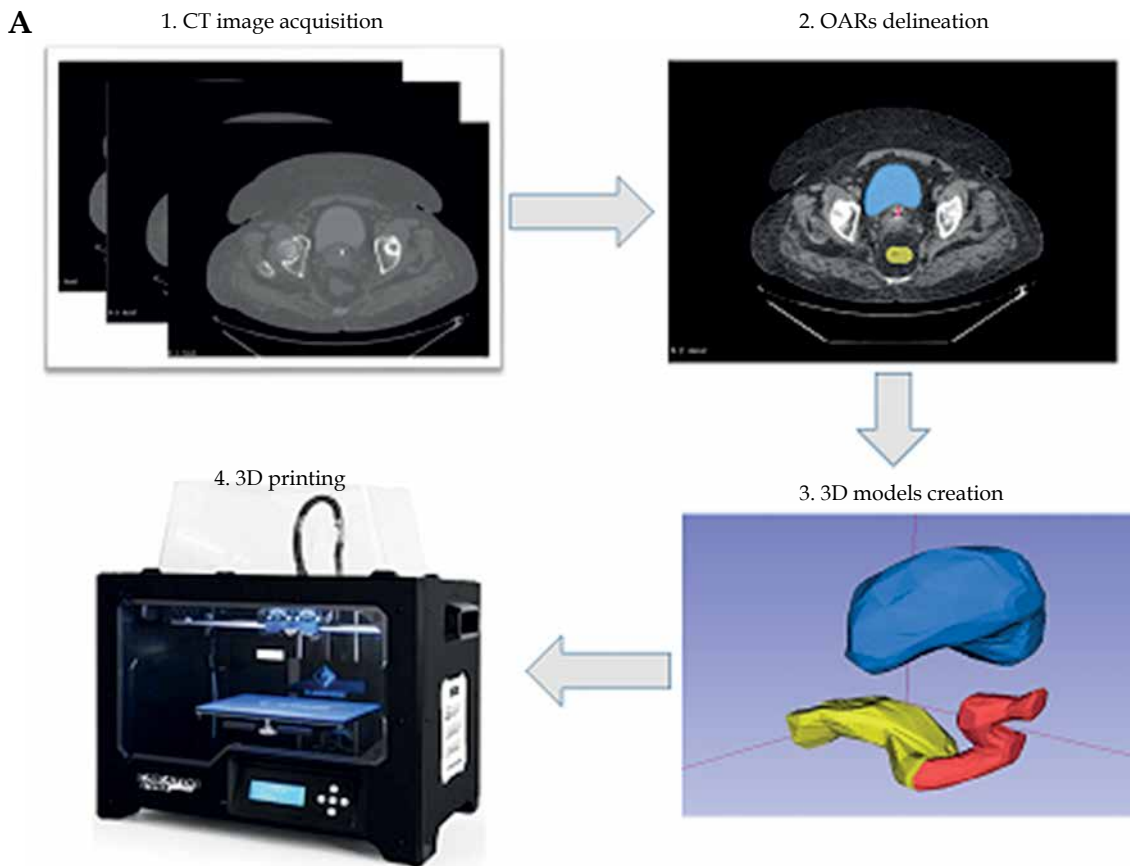 A
1. CT image acquisition
2. OARs delineation
4. 3D printing
3. 3D models creation